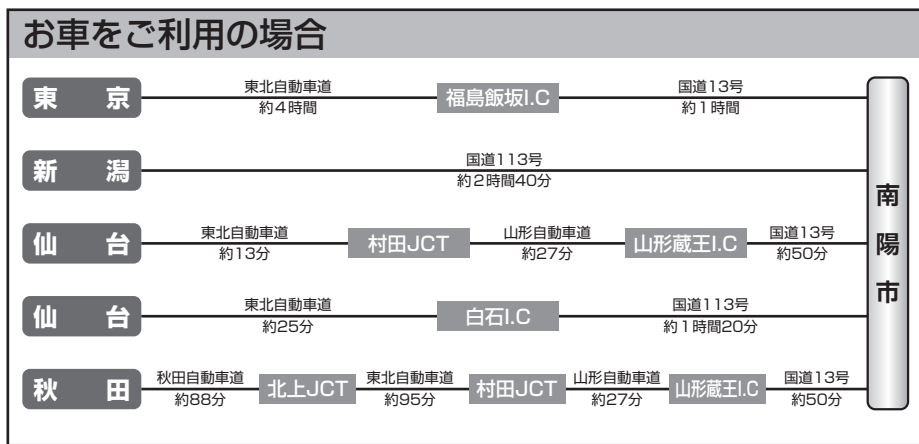 お車をご利用の場合
東京 東北自動車道 約4時間 福島飯坂I.C 国道13号 約1時間
新潟 国道113号 約2時間40分
仙台 東北自動車道 約13分 村田JCT 山形自動車道 約27分 山形蔵王I.C 国道13号 約50分
仙台 東北自動車道 約25分 白石I.C 国道113号 約1時間20分
秋田 秋田自動車道 約88分 北上JCT 東北自動車道 約95分 村田JCT 山形自動車道 約27分 山形蔵王I.C 国道13号 約50分
南陽市